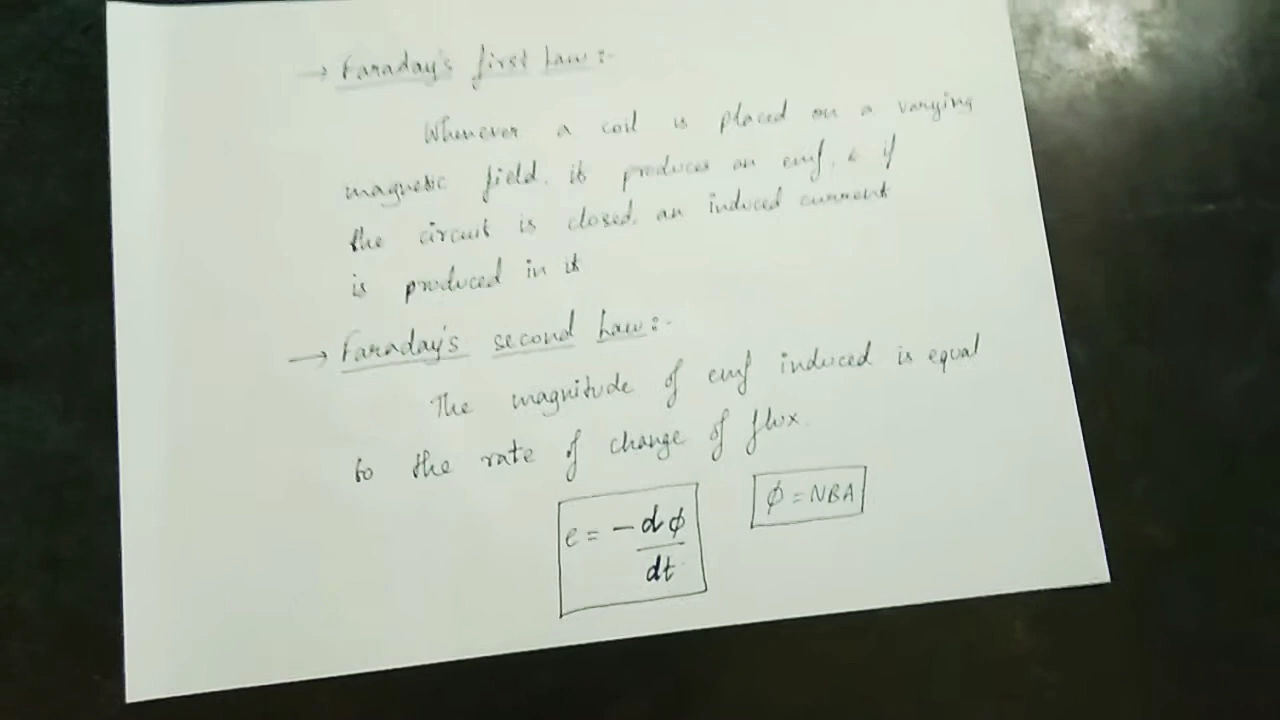 → Faraday's first Law :-
Whenever a coil is placed on a varying
magnetic field, it produces an emf, & if
the circuit is closed, an induced current
is produced in it
→ Faraday's second Law :-
The magnitude of emf induced is equal
to the rate of change of flux.
e = -dϕ/dt
ϕ = NBA